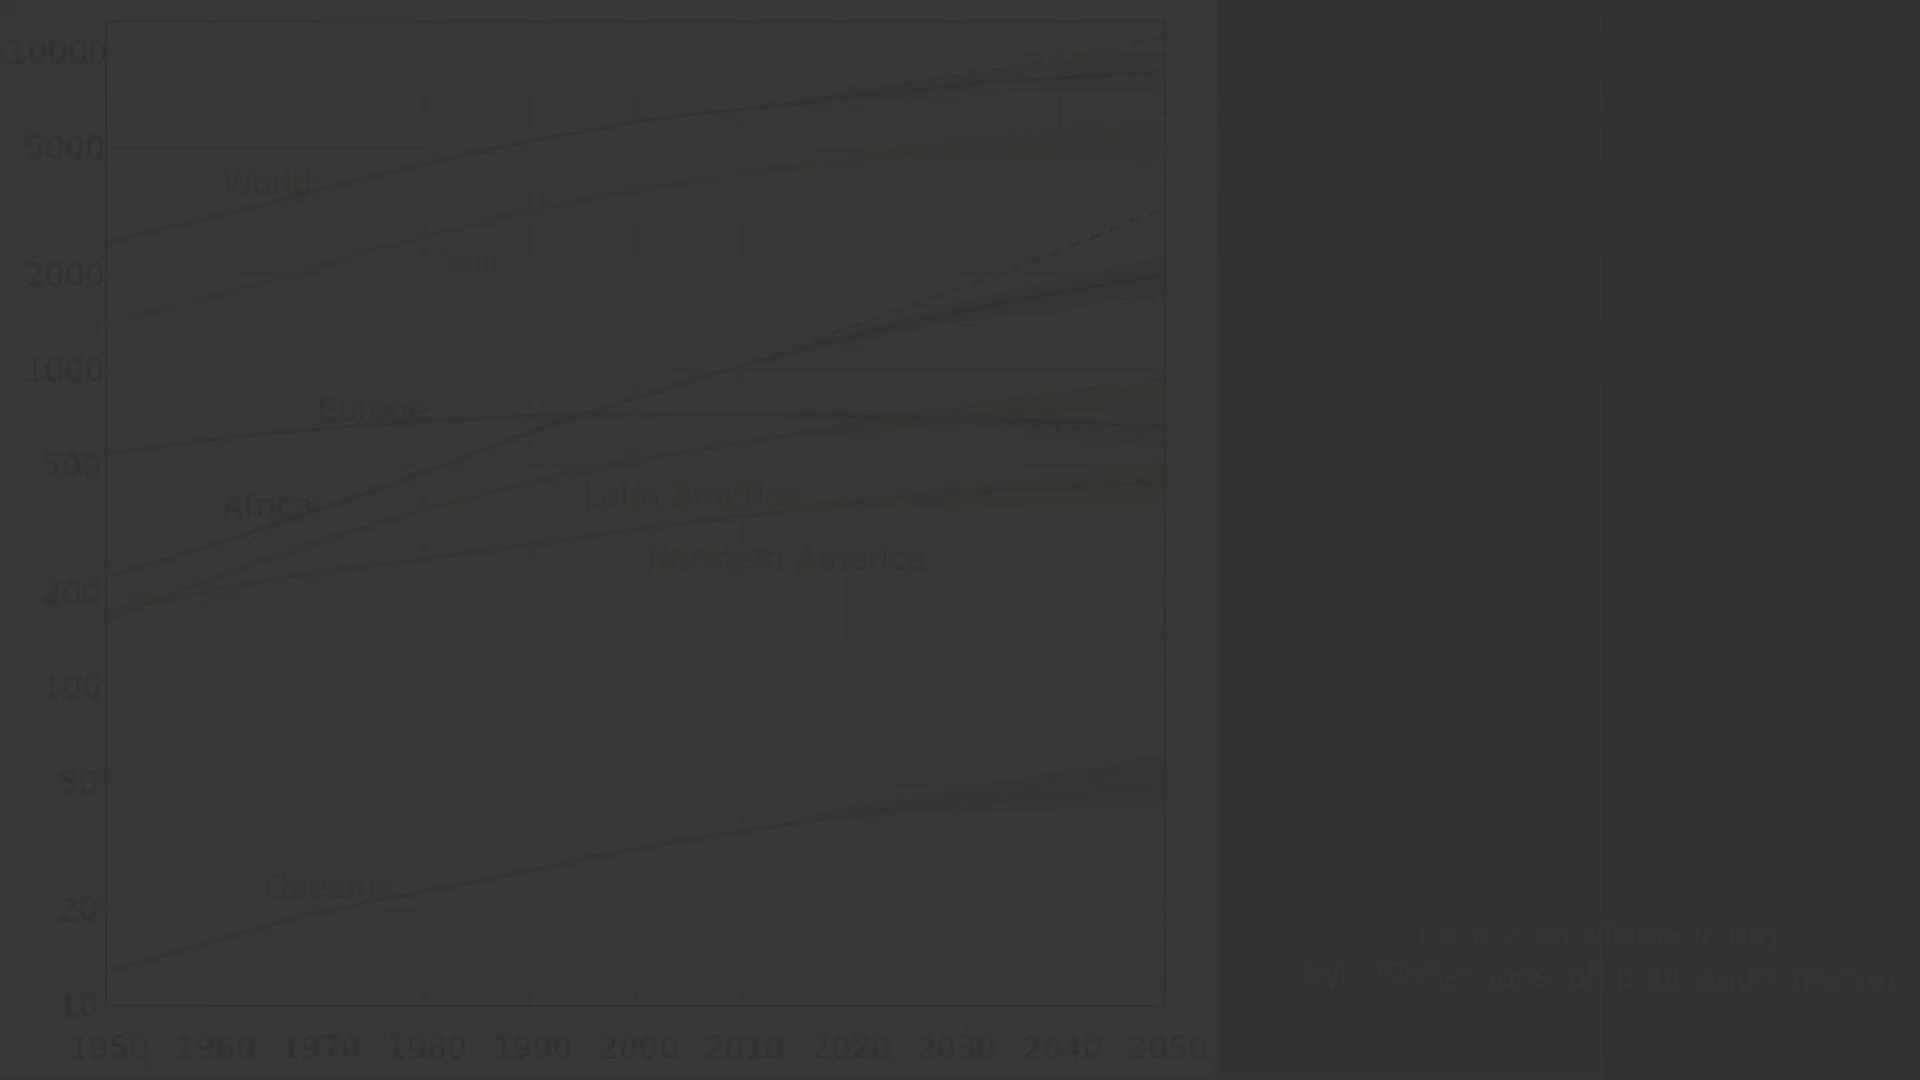 10000
5000
World
Asia
2000
1000
Europe
500
Latin America
Africa
Northern America
200
100
50
Oceania
20
10
1950 1960 1970 1980 1990 2000 2010 2020 2030 2040 2050